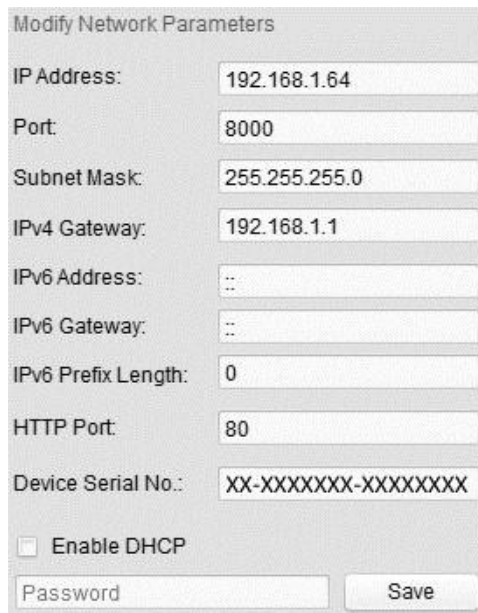 Modify Network Parameters
IP Address: 192.168.1.64
Port: 8000
Subnet Mask: 255.255.255.0
IPv4 Gateway: 192.168.1.1
IPv6 Address: ::
IPv6 Gateway: ::
IPv6 Prefix Length: 0
HTTP Port: 80
Device Serial No.: XX-XXXXXXX-XXXXXXXX
Enable DHCP
Password Save